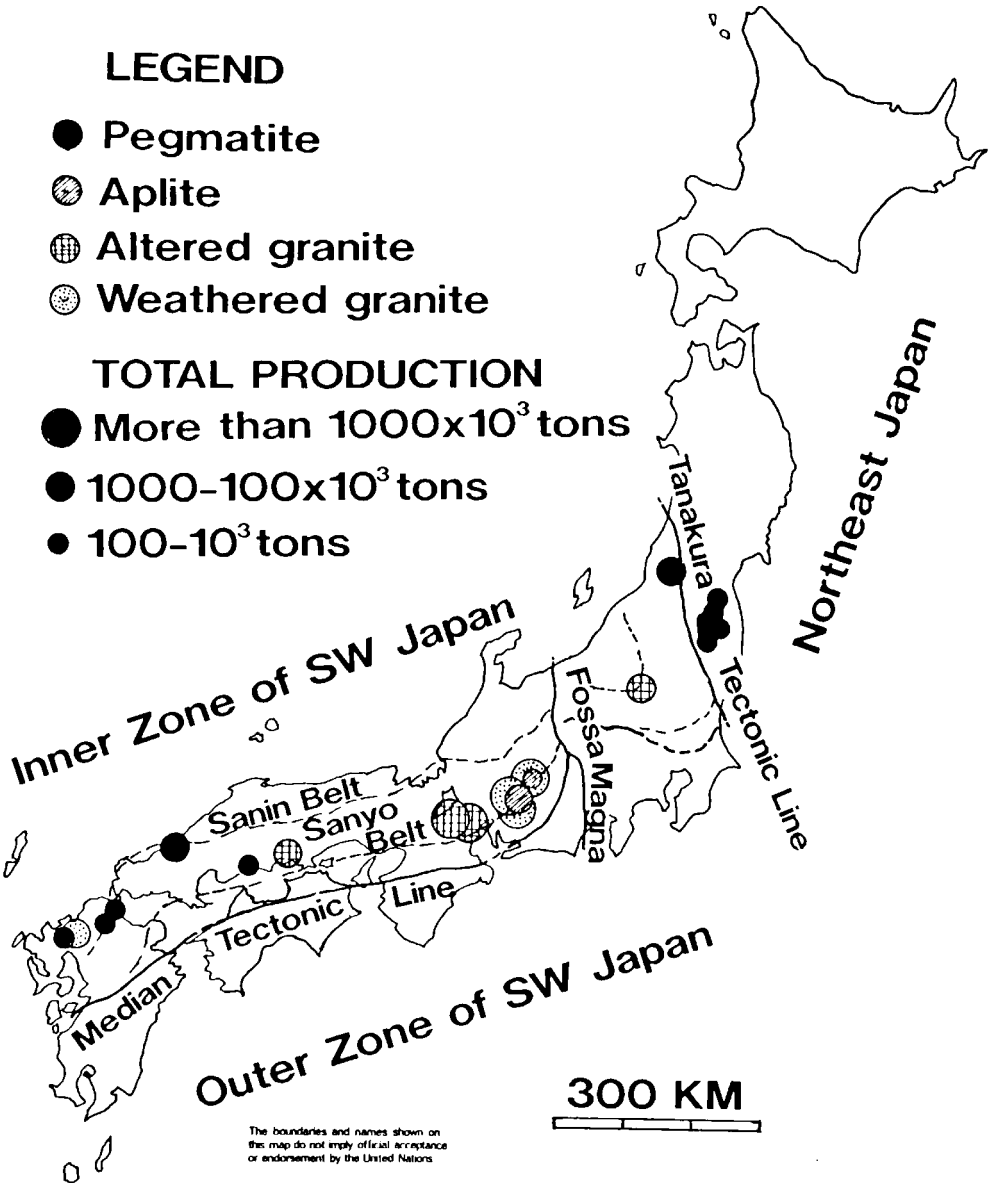 LEGEND
Pegmatite
Aplite
Altered granite
Weathered granite
TOTAL PRODUCTION
More than 1000x10³ tons
1000-100x10³ tons
100-10³ tons
Northeast Japan
Tanakura
Tectonic Line
Inner Zone of SW Japan
Fossa Magna
Sanin Belt
Sanyo
Belt
Median
Tectonic
Line
Outer Zone of SW Japan
300 KM
The boundaries and names shown on
this map do not imply official acceptance
or endorsement by the United Nations.